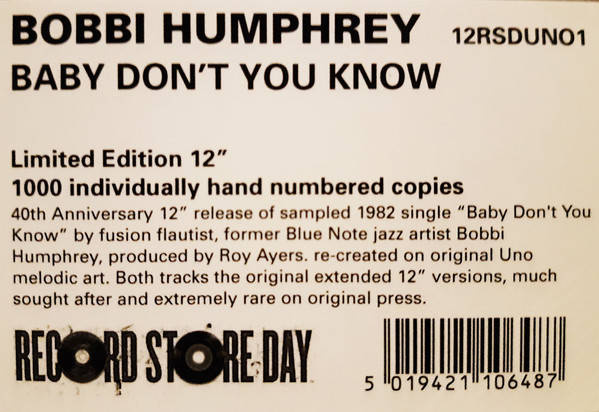 BOBBI HUMPHREY 12RSDUNO1
BABY DON'T YOU KNOW
Limited Edition 12"
1000 individually hand numbered copies
40th Anniversary 12" release of sampled 1982 single "Baby Don't You
Know" by fusion flautist, former Blue Note jazz artist Bobbi
Humphrey, produced by Roy Ayers. re-created on original Uno
melodic art. Both tracks the original extended 12" versions, much
sought after and extremely rare on original press.
RECORD STORE DAY
5 019421 106487